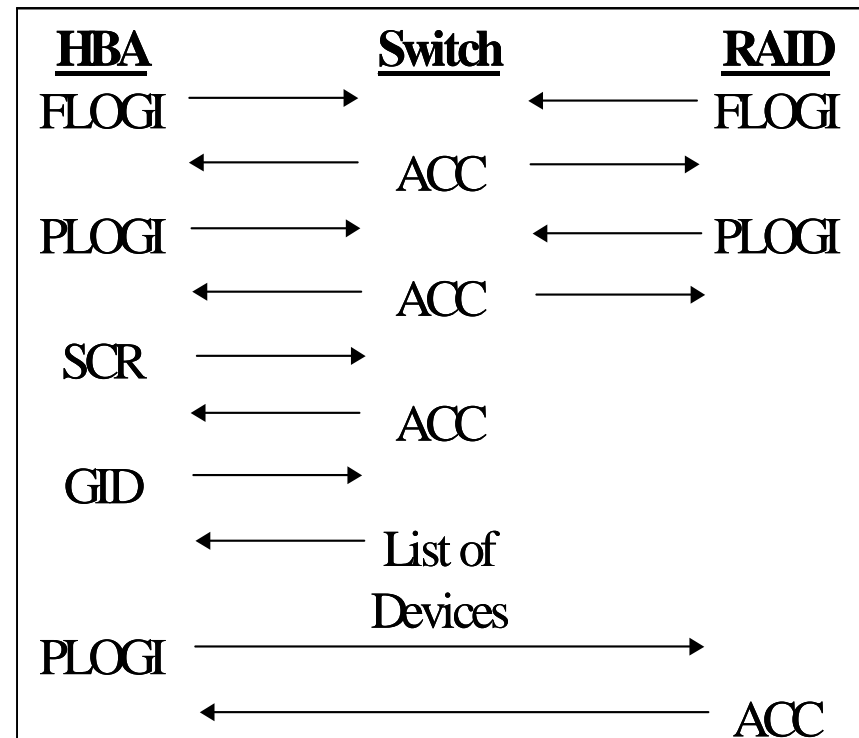 HBA Switch RAID
FLOGI FLOGI
ACC
PLOGI PLOGI
ACC
SCR
ACC
GID
List of
Devices
PLOGI
ACC